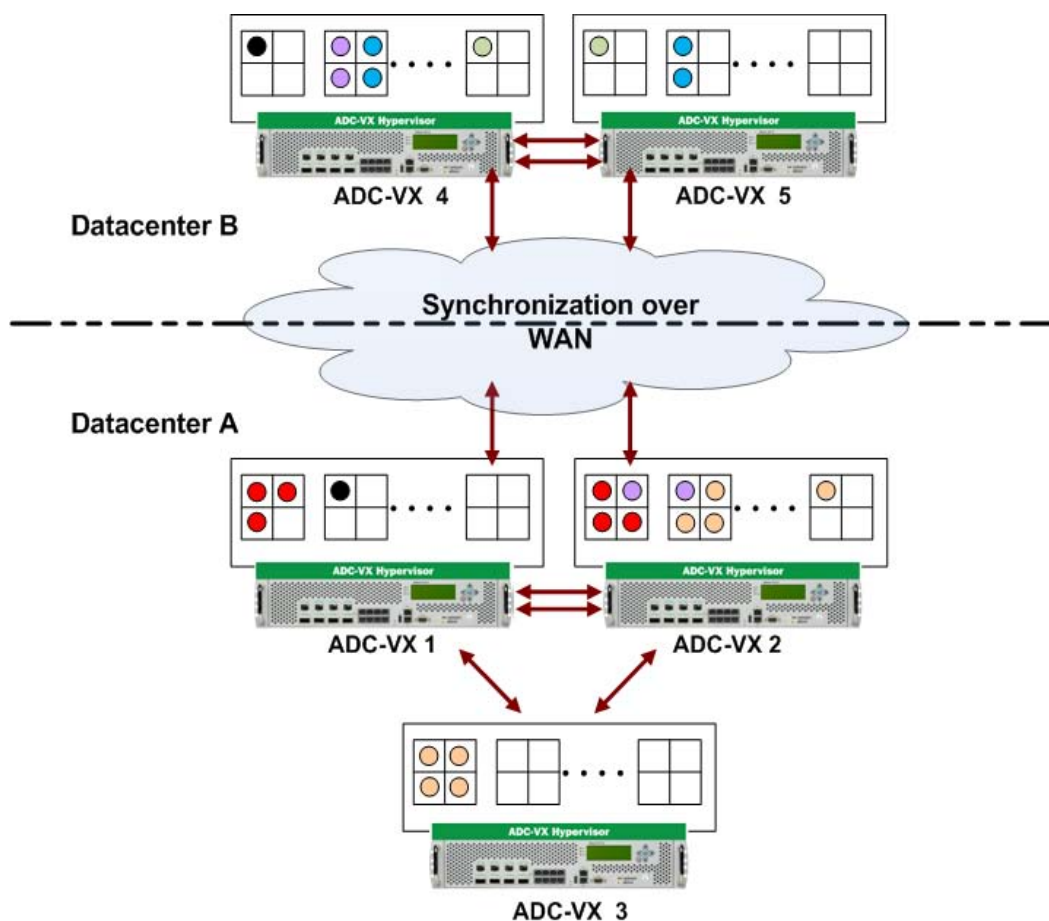 ADC-VX Hypervisor
ADC-VX Hypervisor
ADC-VX 4
ADC-VX 5
Datacenter B
Synchronization over
WAN
Datacenter A
ADC-VX Hypervisor
ADC-VX Hypervisor
ADC-VX 1
ADC-VX 2
ADC-VX Hypervisor
ADC-VX 3